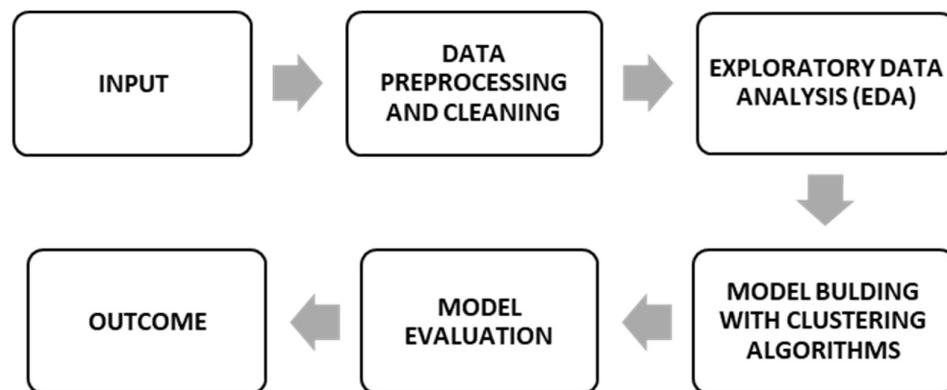 INPUT
DATA
PREPROCESSING
AND CLEANING
EXPLORATORY DATA
ANALYSIS (EDA)
MODEL BULDING
WITH CLUSTERING
ALGORITHMS
MODEL
EVALUATION
OUTCOME